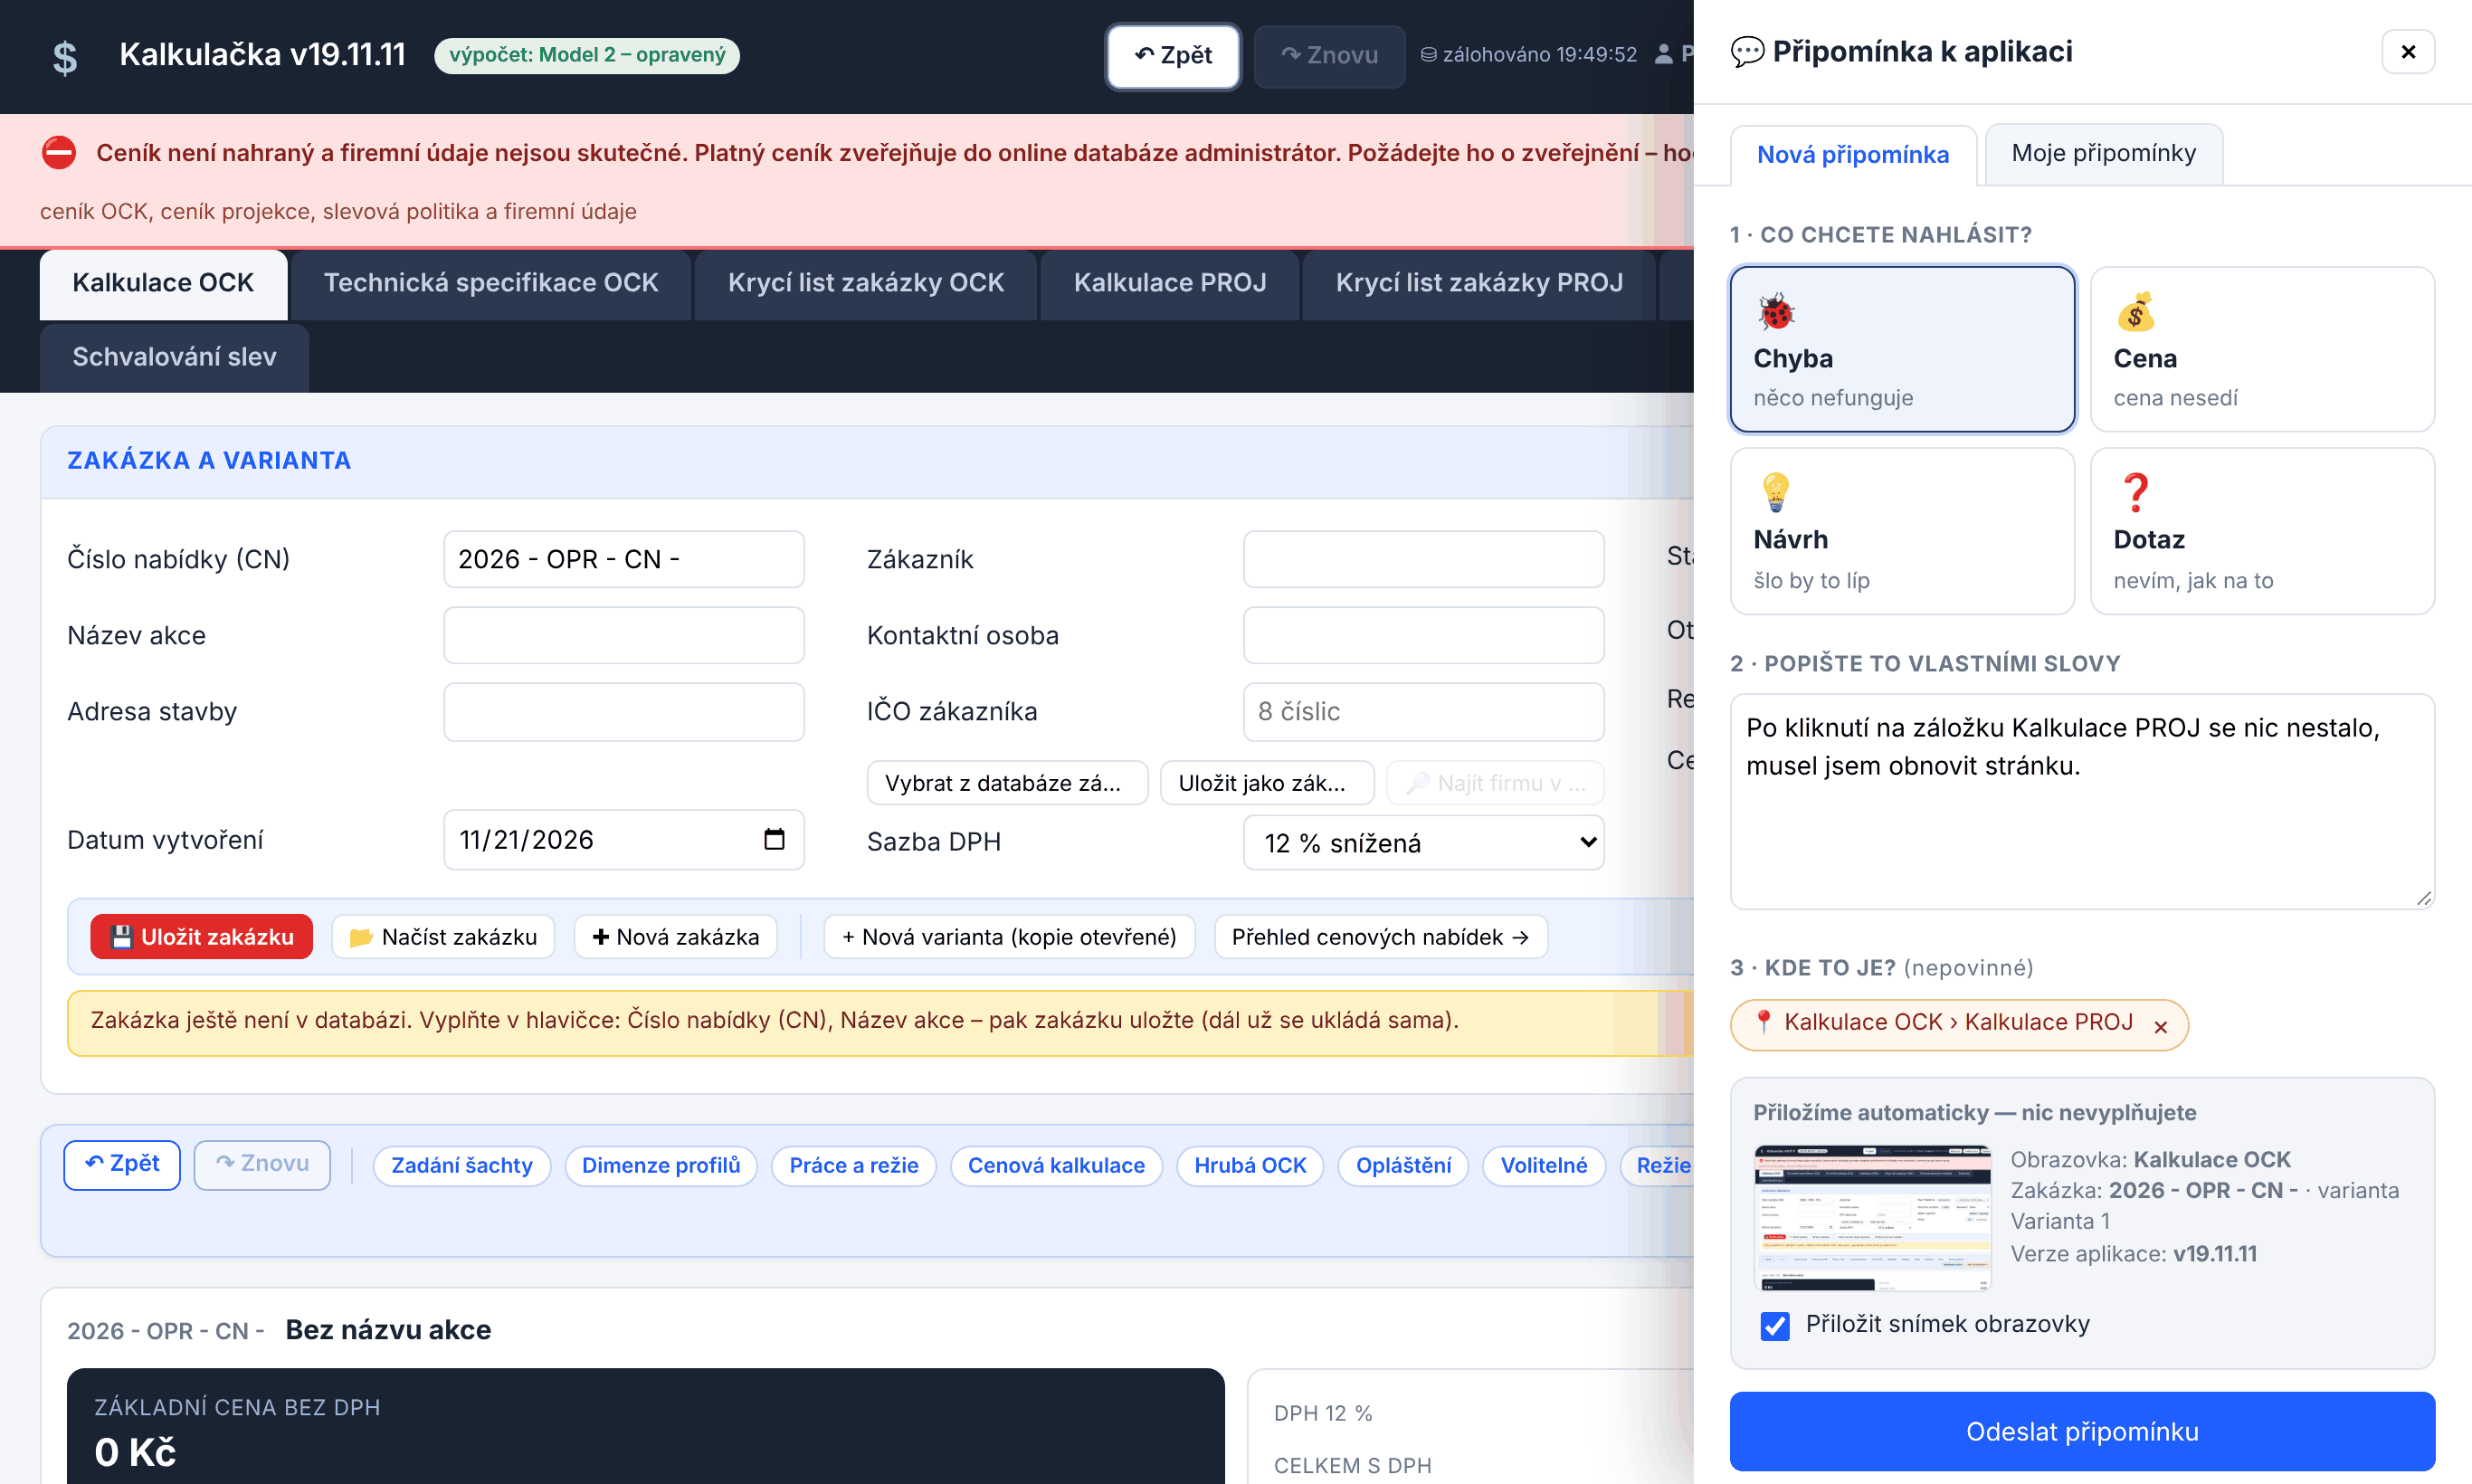 $ Kalkulačka v19.11.11 výpočet: Model 2 – opravený ↶ Zpět ↷ Znovu zálohováno 19:49:52
Ceník není nahraný a firemní údaje nejsou skutečné. Platný ceník zveřejňuje do online databáze administrátor. Požádejte ho o zveřejnění –
ceník OCK, ceník projekce, slevová politika a firemní údaje
Kalkulace OCK Technická specifikace OCK Krycí list zakázky OCK Kalkulace PROJ Krycí list zakázky PROJ
Schvalování slev
ZAKÁZKA A VARIANTA
Číslo nabídky (CN) 2026 - OPR - CN - Zákazník
Název akce Kontaktní osoba
Adresa stavby IČO zákazníka 8 číslic
Vybrat z databáze zá... Uložit jako zák... Najít firmu v ...
Datum vytvoření 11/21/2026 Sazba DPH 12 % snížená
Uložit zakázku Načíst zakázku + Nová zakázka + Nová varianta (kopie otevřené) Přehled cenových nabídek →
Zakázka ještě není v databázi. Vyplňte v hlavičce: Číslo nabídky (CN), Název akce – pak zakázku uložte (dál už se ukládá sama).
↶ Zpět ↷ Znovu Zadání šachty Dimenze profilů Práce a režie Cenová kalkulace Hrubá OCK Opláštění Volitelné Režie
2026 - OPR - CN - Bez názvu akce
ZÁKLADNÍ CENA BEZ DPH
0 Kč
DPH 12 %
CELKEM S DPH
Připomínka k aplikaci ×
Nová připomínka Moje připomínky
1 · CO CHCETE NAHLÁSIT?
Chyba
něco nefunguje
Cena
cena nesedí
Návrh
šlo by to líp
Dotaz
nevím, jak na to
2 · POPIŠTE TO VLASTNÍMI SLOVY
Po kliknutí na záložku Kalkulace PROJ se nic nestalo,
musel jsem obnovit stránku.
3 · KDE TO JE? (nepovinné)
Kalkulace OCK › Kalkulace PROJ ×
Přiložíme automaticky — nic nevyplňujete
Obrazovka: Kalkulace OCK
Zakázka: 2026 - OPR - CN - · varianta
Varianta 1
Verze aplikace: v19.11.11
Přiložit snímek obrazovky
Odeslat připomínku